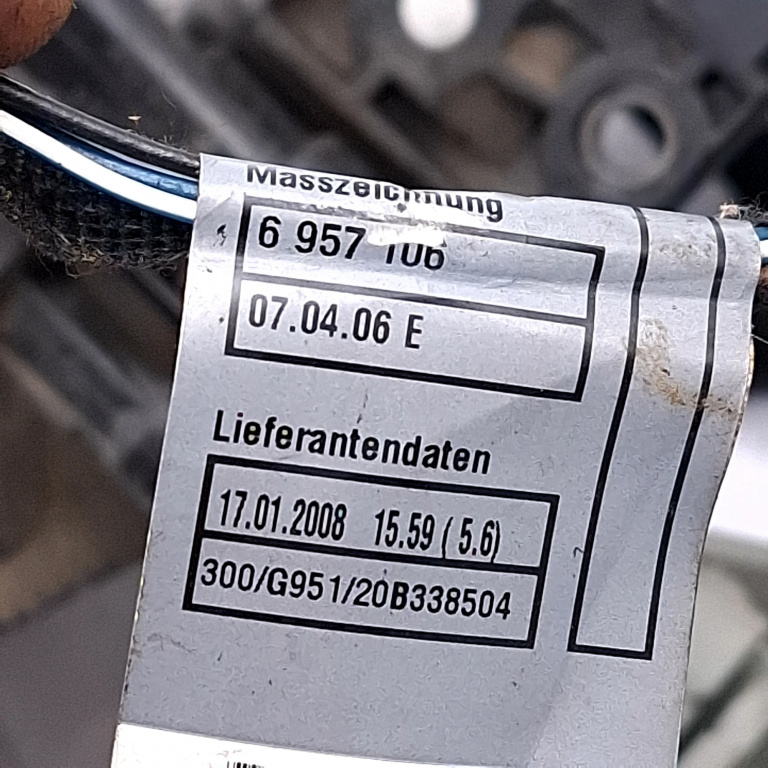 Masszeichnung
6 957 106
07.04.06 E
Lieferantendaten
17.01.2008 15.59 ( 5.6)
300/G951/20B338504